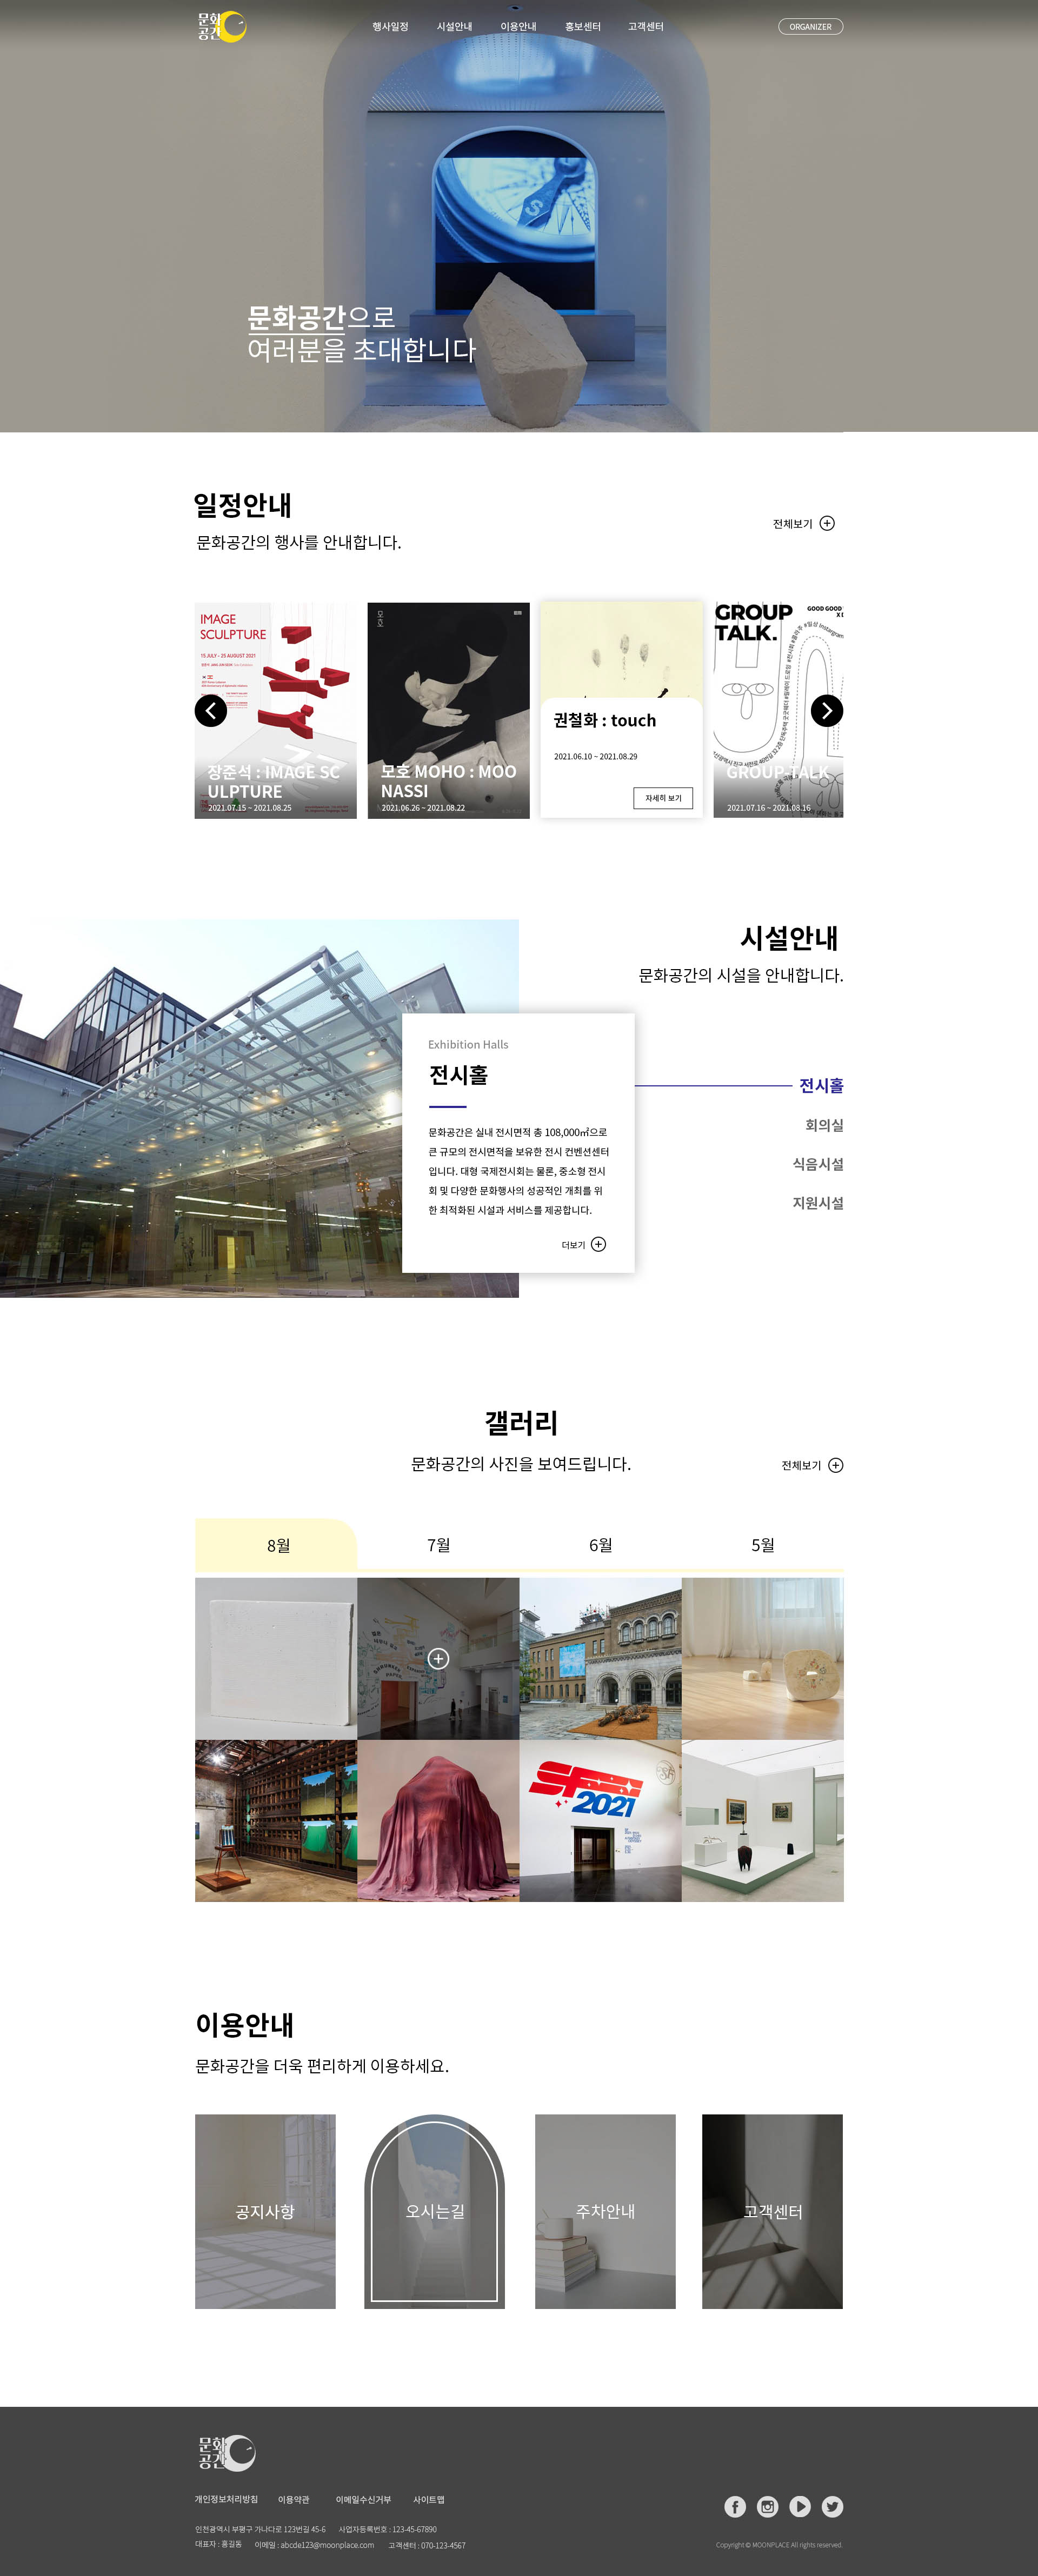 문화
공간
행사일정 시설안내 이용안내 홍보센터 고객센터
ORGANIZER
문화공간으로
여러분을 초대합니다
일정안내
문화공간의 행사를 안내합니다.
전체보기
IMAGE
SCULPTURE
15 JULY - 25 AUGUST 2021
장준석 : IMAGE SC
ULPTURE
2021.07.15 ~ 2021.08.25
모호
모호 MOHO : MOO
NASSI
2021.06.26 ~ 2021.08.22
권철화 : touch
2021.06.10 ~ 2021.08.29
자세히 보기
GROUP
TALK.
GOOD GOOD
GROUP TALK
2021.07.16 ~ 2021.08.16
시설안내
문화공간의 시설을 안내합니다.
Exhibition Halls
전시홀
문화공간은 실내 전시면적 총 108,000㎡으로
큰 규모의 전시면적을 보유한 전시 컨벤션센터
입니다. 대형 국제전시회는 물론, 중소형 전시
회 및 다양한 문화행사의 성공적인 개최를 위
한 최적화된 시설과 서비스를 제공합니다.
더보기
전시홀
회의실
식음시설
지원시설
갤러리
문화공간의 사진을 보여드립니다.
전체보기
8월 7월 6월 5월
SF
2021
이용안내
문화공간을 더욱 편리하게 이용하세요.
공지사항 오시는길 주차안내 고객센터
문화
공간
개인정보처리방침 이용약관 이메일수신거부 사이트맵
인천광역시 부평구 가나다로 123번길 45-6 사업자등록번호 : 123-45-67890
대표자 : 홍길동 이메일 : abcde123@moonplace.com 고객센터 : 070-123-4567
Copyright © MOONPLACE All rights reserved.